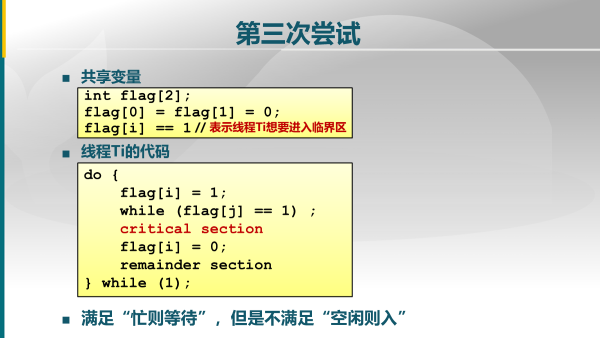 第三次尝试
共享变量
int flag[2];
flag[0] = flag[1] = 0;
flag[i] == 1 // 表示线程Ti想要进入临界区
线程Ti的代码
do {
flag[i] = 1;
while (flag[j] == 1) ;
critical section
flag[i] = 0;
remainder section
} while (1);
满足“忙则等待”，但是不满足“空闲则入”